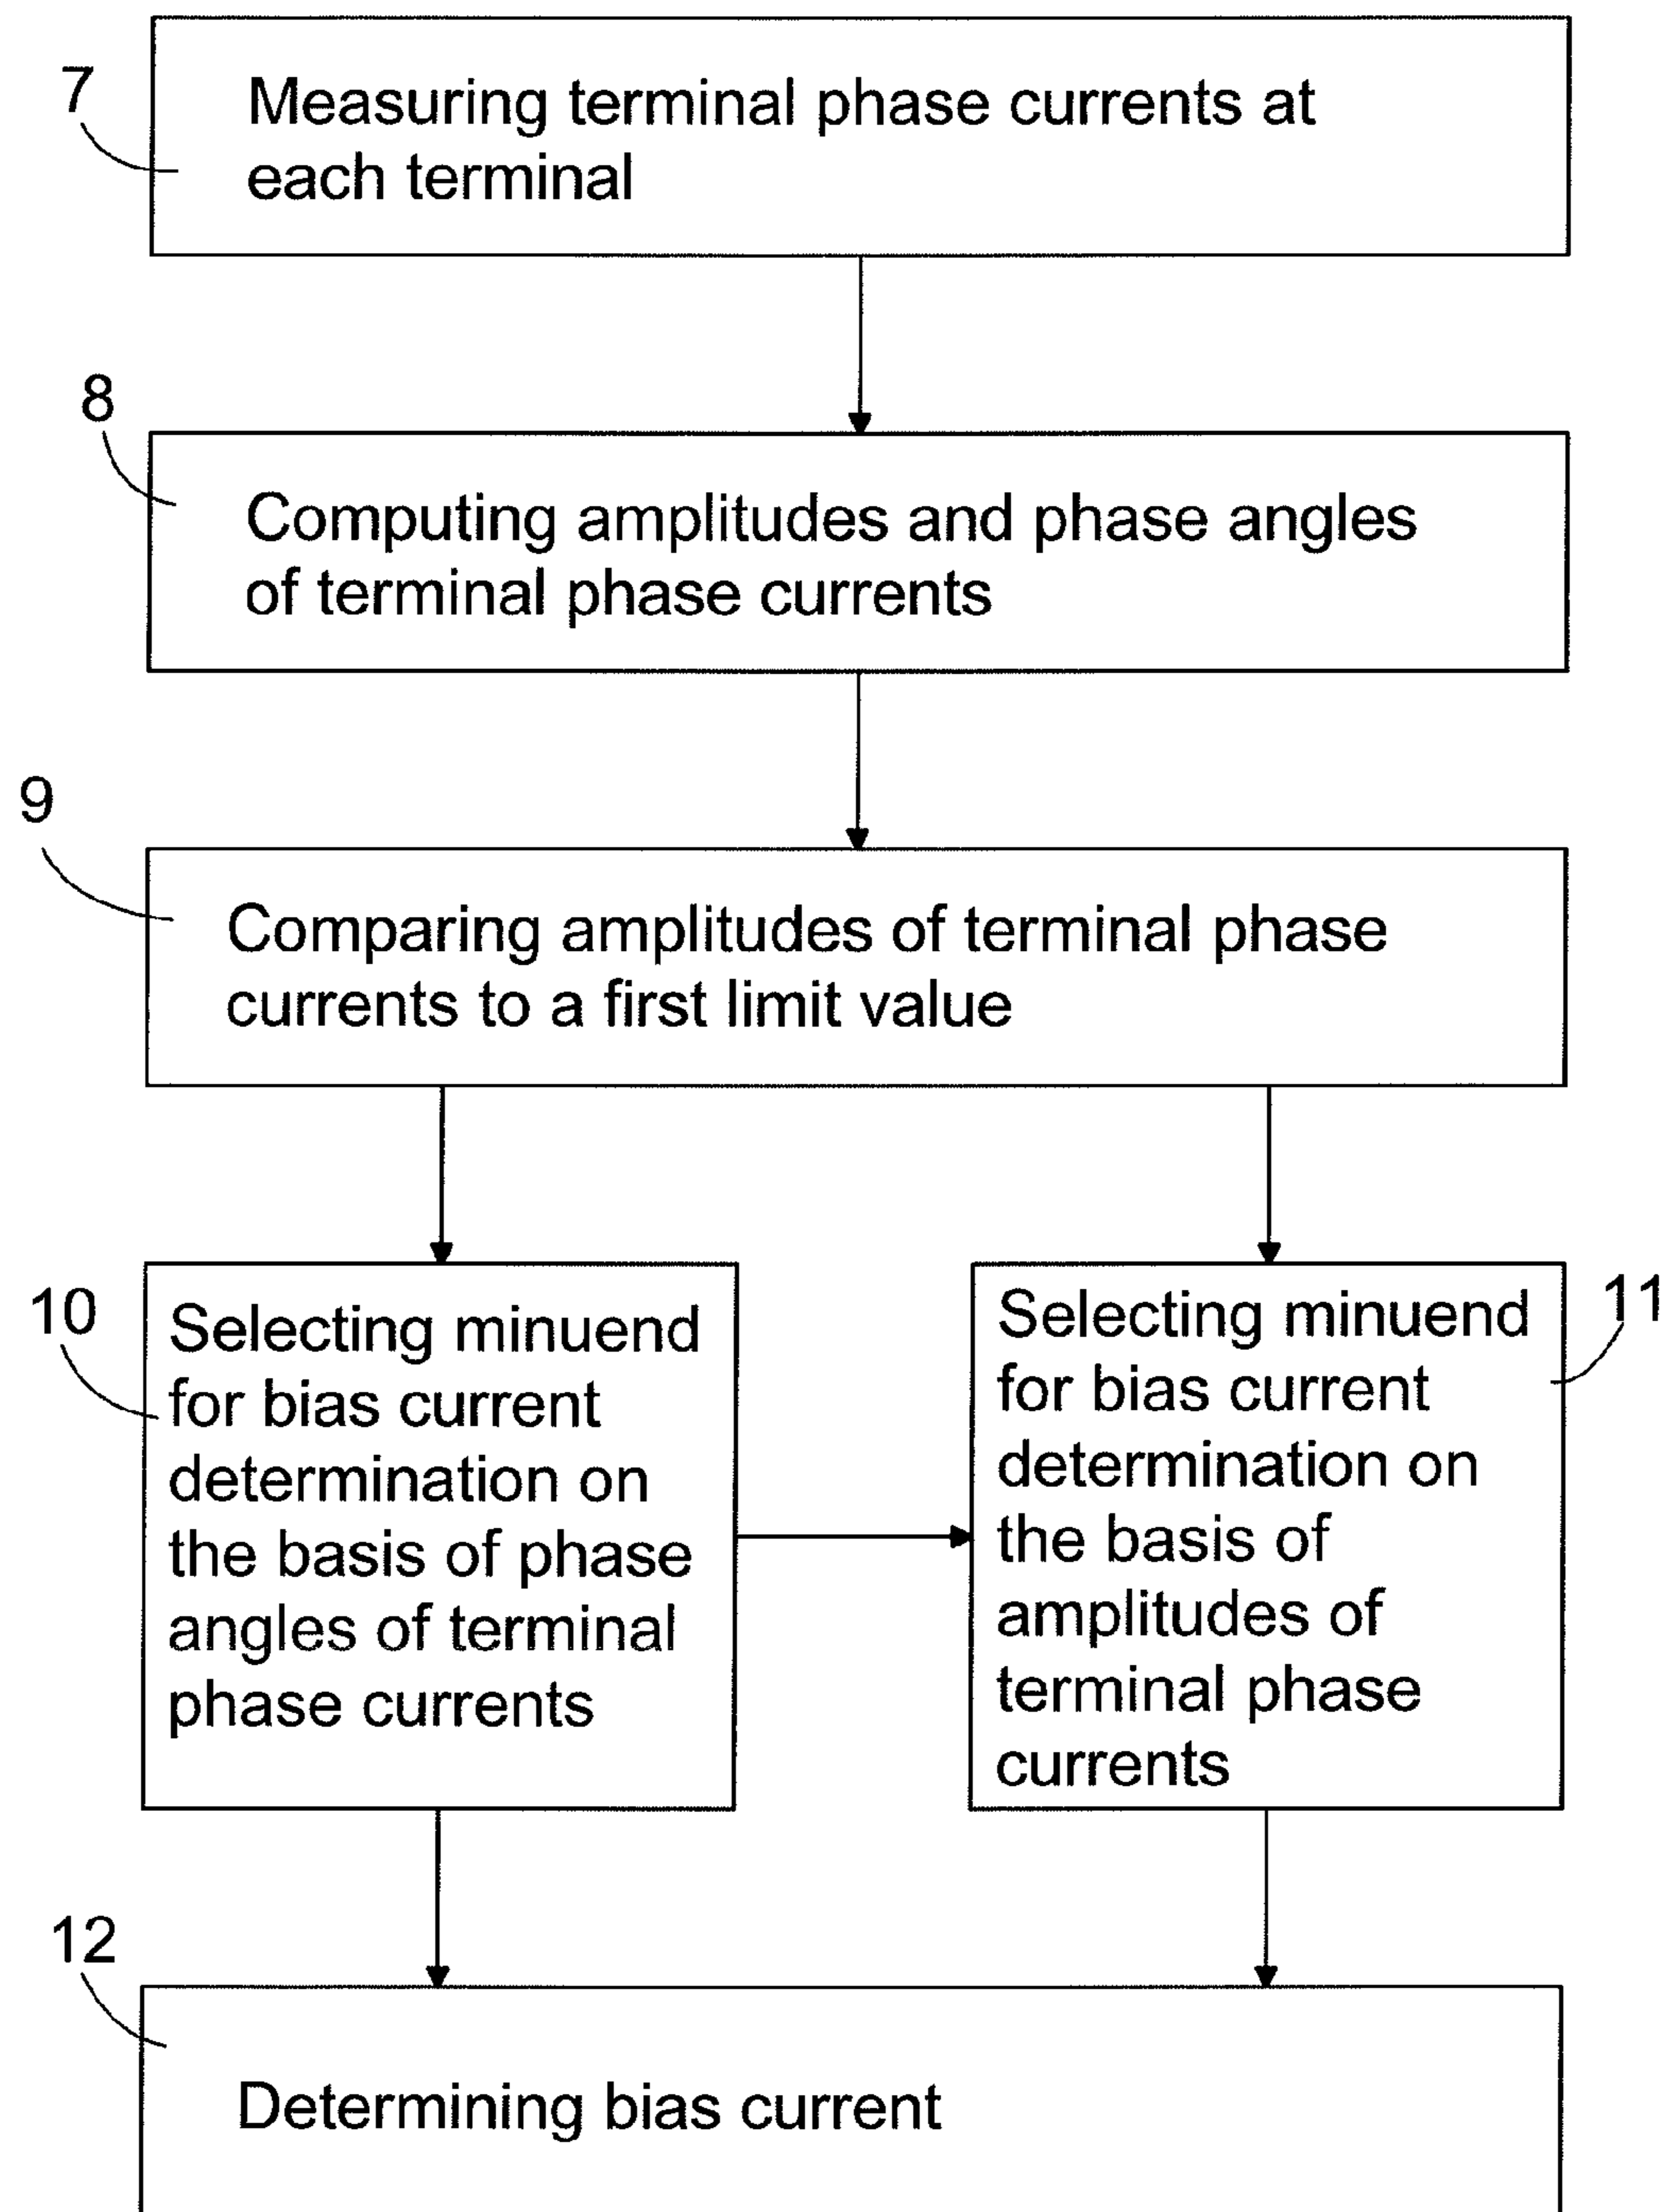 7
Measuring terminal phase currents at
each terminal
8
Computing amplitudes and phase angles
of terminal phase currents
9
Comparing amplitudes of terminal phase
currents to a first limit value
10
Selecting minuend
for bias current
determination on
the basis of phase
angles of terminal
phase currents
11
Selecting minuend
for bias current
determination on
the basis of
amplitudes of
terminal phase
currents
12
Determining bias current